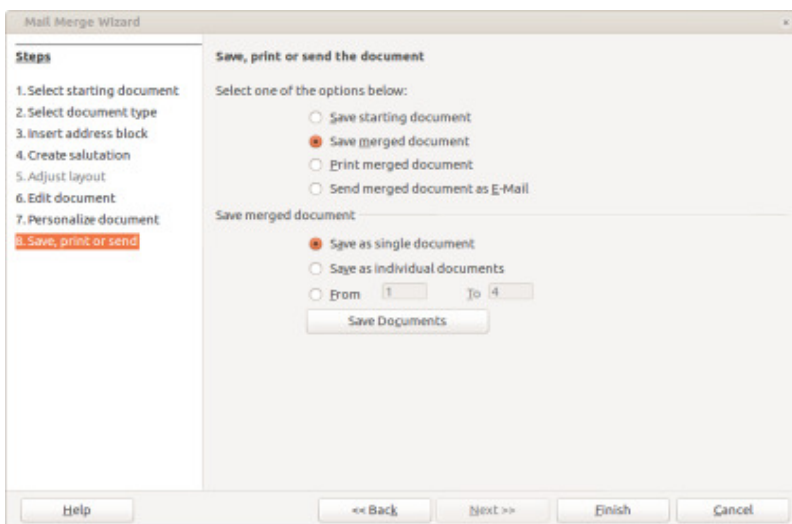 Mail Merge Wizard
Steps
1. Select starting document
2. Select document type
3. Insert address block
4. Create salutation
5. Adjust layout
6. Edit document
7. Personalize document
8. Save, print or send
Save, print or send the document
Select one of the options below:
Save starting document
Save merged document
Print merged document
Send merged document as E-Mail
Save merged document
Save as single document
Save as individual documents
From 1 To 4
Save Documents
Help << Back Next >> Finish Cancel